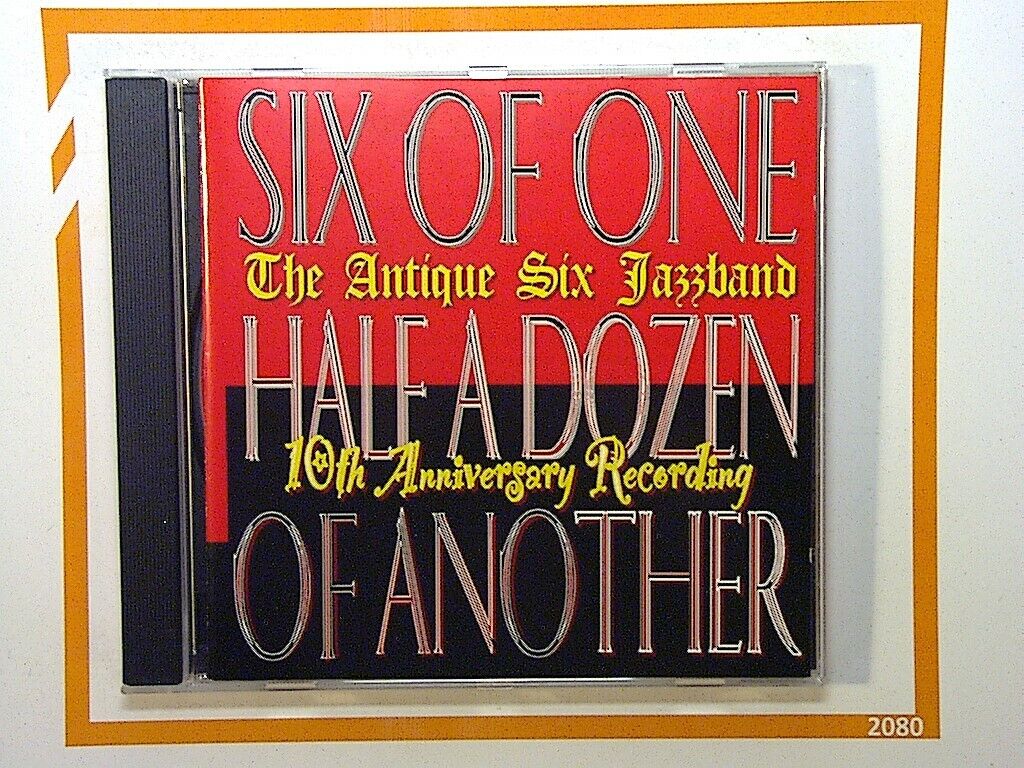 SIX OF ONE
The Antique Six Jazzband
HALF A DOZEN
10th Anniversary Recording
OF ANOTHER
2080